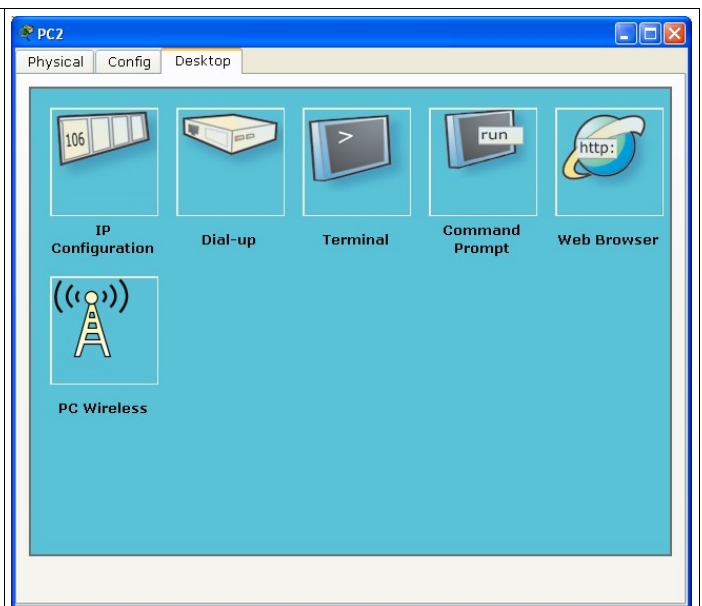 PC2
Physical Config Desktop
106
>
run
http:
IP
Configuration
Dial-up
Terminal
Command
Prompt
Web Browser
PC Wireless